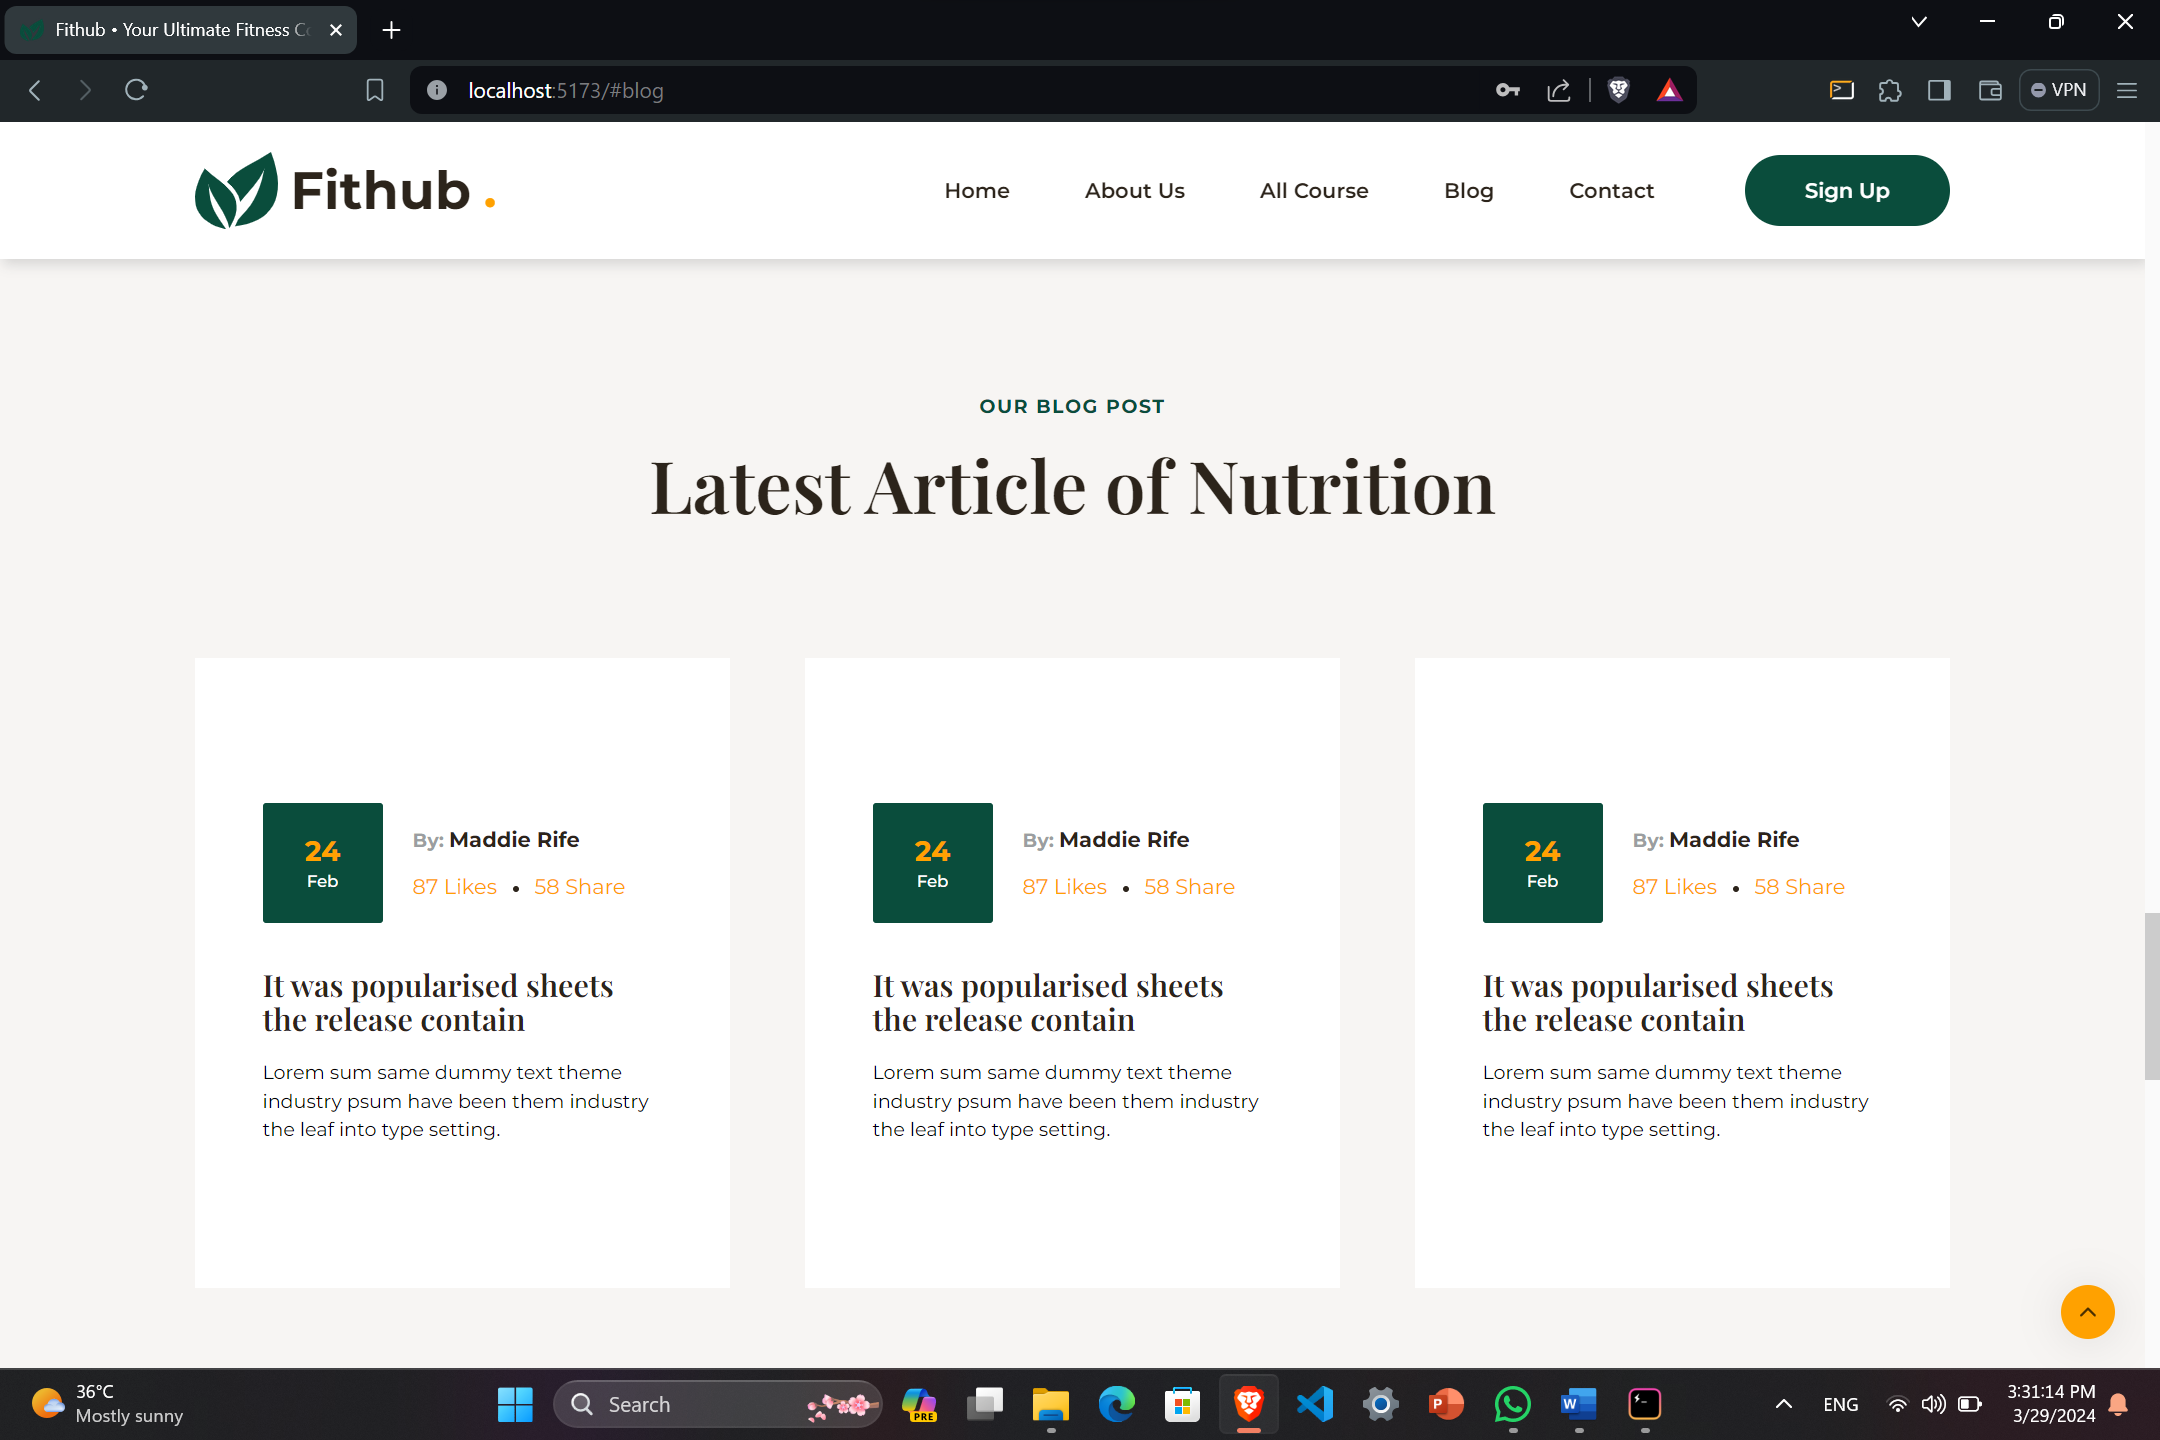 Fithub • Your Ultimate Fitness
localhost:5173/#blog
VPN
Fithub .
Home
About Us
All Course
Blog
Contact
Sign Up
OUR BLOG POST
Latest Article of Nutrition
24
Feb
By: Maddie Rife
87 Likes • 58 Share
It was popularised sheets
the release contain
Lorem sum same dummy text theme
industry psum have been them industry
the leaf into type setting.
24
Feb
By: Maddie Rife
87 Likes • 58 Share
It was popularised sheets
the release contain
Lorem sum same dummy text theme
industry psum have been them industry
the leaf into type setting.
24
Feb
By: Maddie Rife
87 Likes • 58 Share
It was popularised sheets
the release contain
Lorem sum same dummy text theme
industry psum have been them industry
the leaf into type setting.
36°C
Mostly sunny
Search
PRE
P
W
ENG
3:31:14 PM
3/29/2024